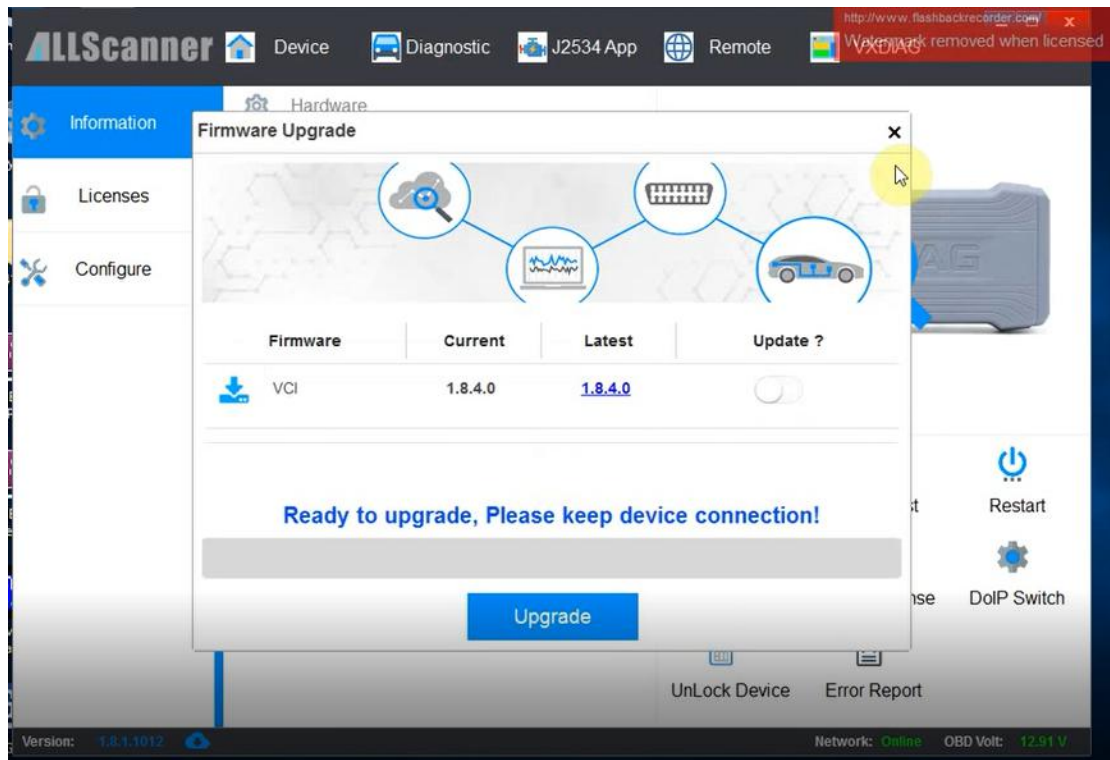 http://www.flashbackrecorder.com/
Watermark removed when licensed
ALLScanner
Device
Diagnostic
J2534 App
Remote
VXDIAG
Information
Licenses
Configure
Hardware
Firmware Upgrade
Firmware Current Latest Update ?
VCI 1.8.4.0 1.8.4.0
Ready to upgrade, Please keep device connection!
Upgrade
Restart
DoIP Switch
UnLock Device
Error Report
Version: 1.8.1.1012
Network: Online OBD Volt: 12.91 V